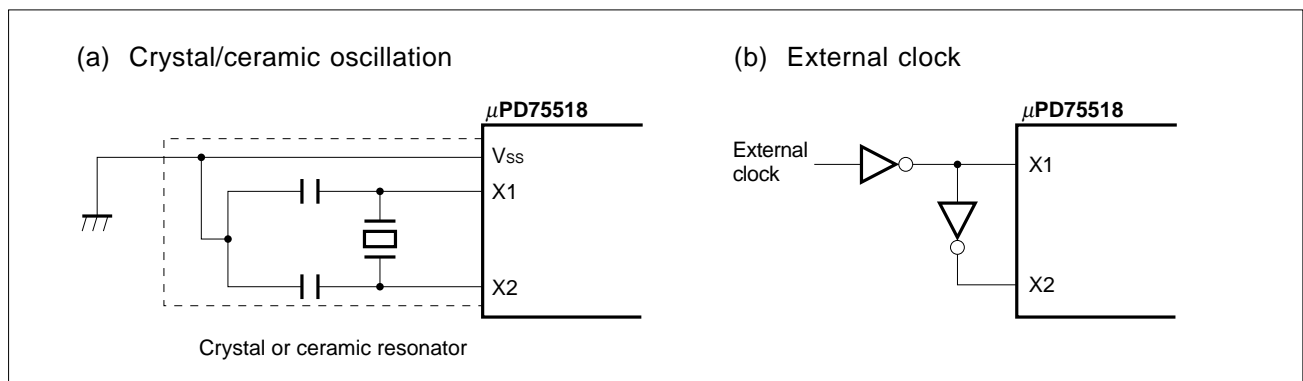 (a) Crystal/ceramic oscillation
μPD75518
VSS
X1
X2
Crystal or ceramic resonator
(b) External clock
μPD75518
External
clock
X1
X2